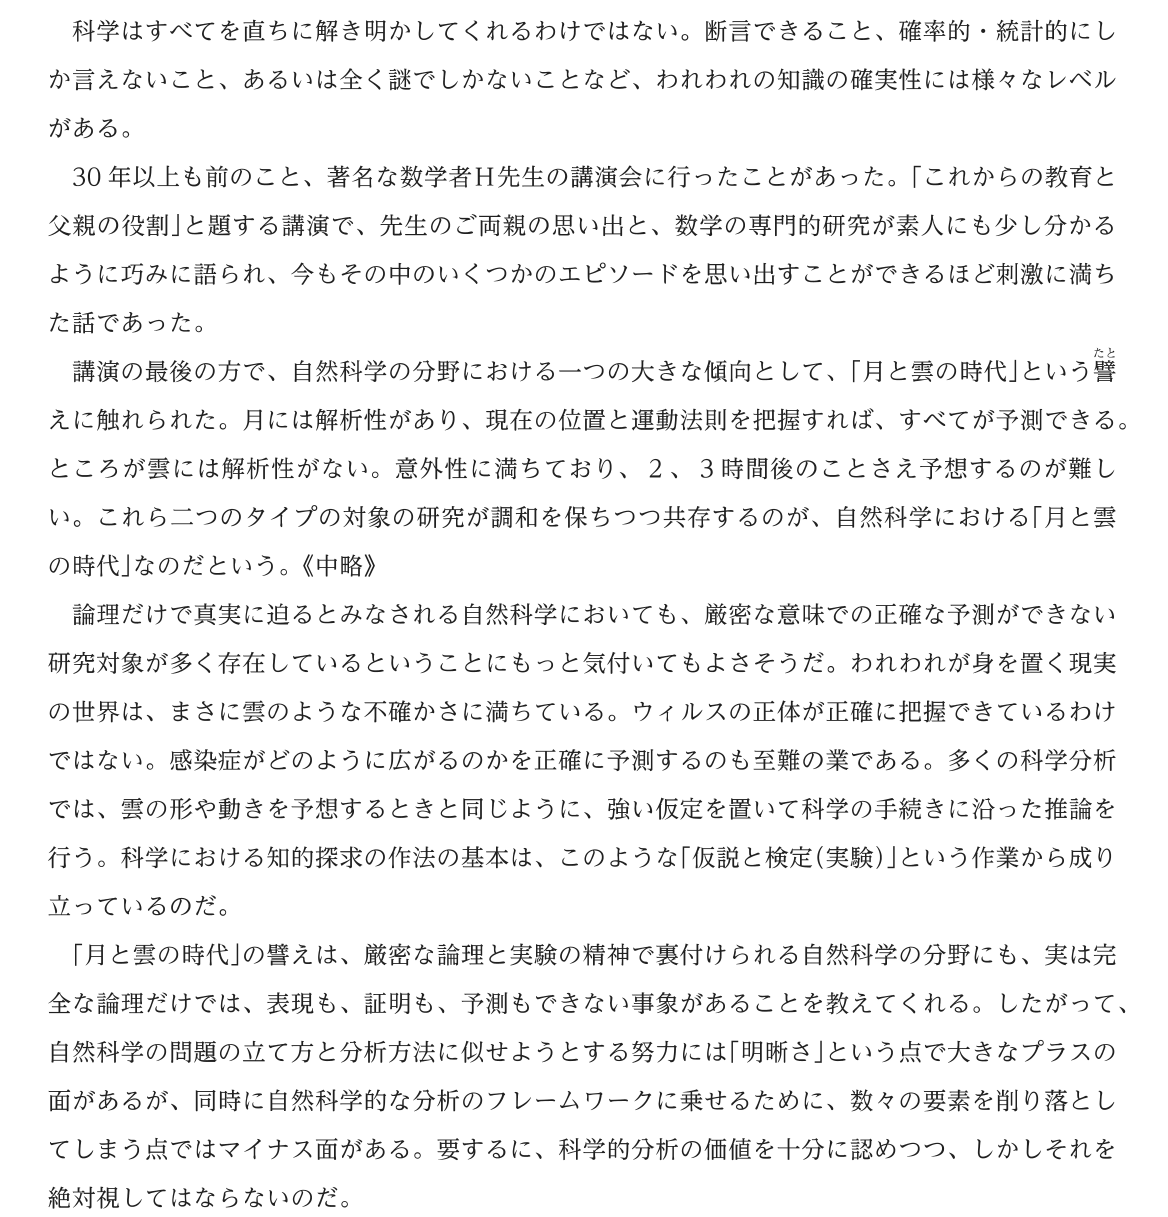 科学はすべてを直ちに解き明かしてくれるわけではない。断言できること、確率的・統計的にし
か言えないこと、あるいは全く謎でしかないことなど、われわれの知識の確実性には様々なレベル
がある。
30年以上も前のこと、著名な数学者Ｈ先生の講演会に行ったことがあった。「これからの教育と
父親の役割」と題する講演で、先生のご両親の思い出と、数学の専門的研究が素人にも少し分かる
ように巧みに語られ、今もその中のいくつかのエピソードを思い出すことができるほど刺激に満ち
た話であった。
講演の最後の方で、自然科学の分野における一つの大きな傾向として、「月と雲の時代」という譬たと
えに触れられた。月には解析性があり、現在の位置と運動法則を把握すれば、すべてが予測できる。
ところが雲には解析性がない。意外性に満ちており、２、３時間後のことさえ予想するのが難し
い。これら二つのタイプの対象の研究が調和を保ちつつ共存するのが、自然科学における「月と雲
の時代」なのだという。《中略》
論理だけで真実に迫るとみなされる自然科学においても、厳密な意味での正確な予測ができない
研究対象が多く存在しているということにもっと気付いてもよさそうだ。われわれが身を置く現実
の世界は、まさに雲のような不確かさに満ちている。ウィルスの正体が正確に把握できているわけ
ではない。感染症がどのように広がるのかを正確に予測するのも至難の業である。多くの科学分析
では、雲の形や動きを予想するときと同じように、強い仮定を置いて科学の手続きに沿った推論を
行う。科学における知的探求の作法の基本は、このような「仮説と検定(実験)」という作業から成り
立っているのだ。
「月と雲の時代」の譬えは、厳密な論理と実験の精神で裏付けられる自然科学の分野にも、実は完
全な論理だけでは、表現も、証明も、予測もできない事象があることを教えてくれる。したがって、
自然科学の問題の立て方と分析方法に似せようとする努力には「明晰さ」という点で大きなプラスの
面があるが、同時に自然科学的な分析のフレームワークに乗せるために、数々の要素を削り落とし
てしまう点ではマイナス面がある。要するに、科学的分析の価値を十分に認めつつ、しかしそれを
絶対視してはならないのだ。